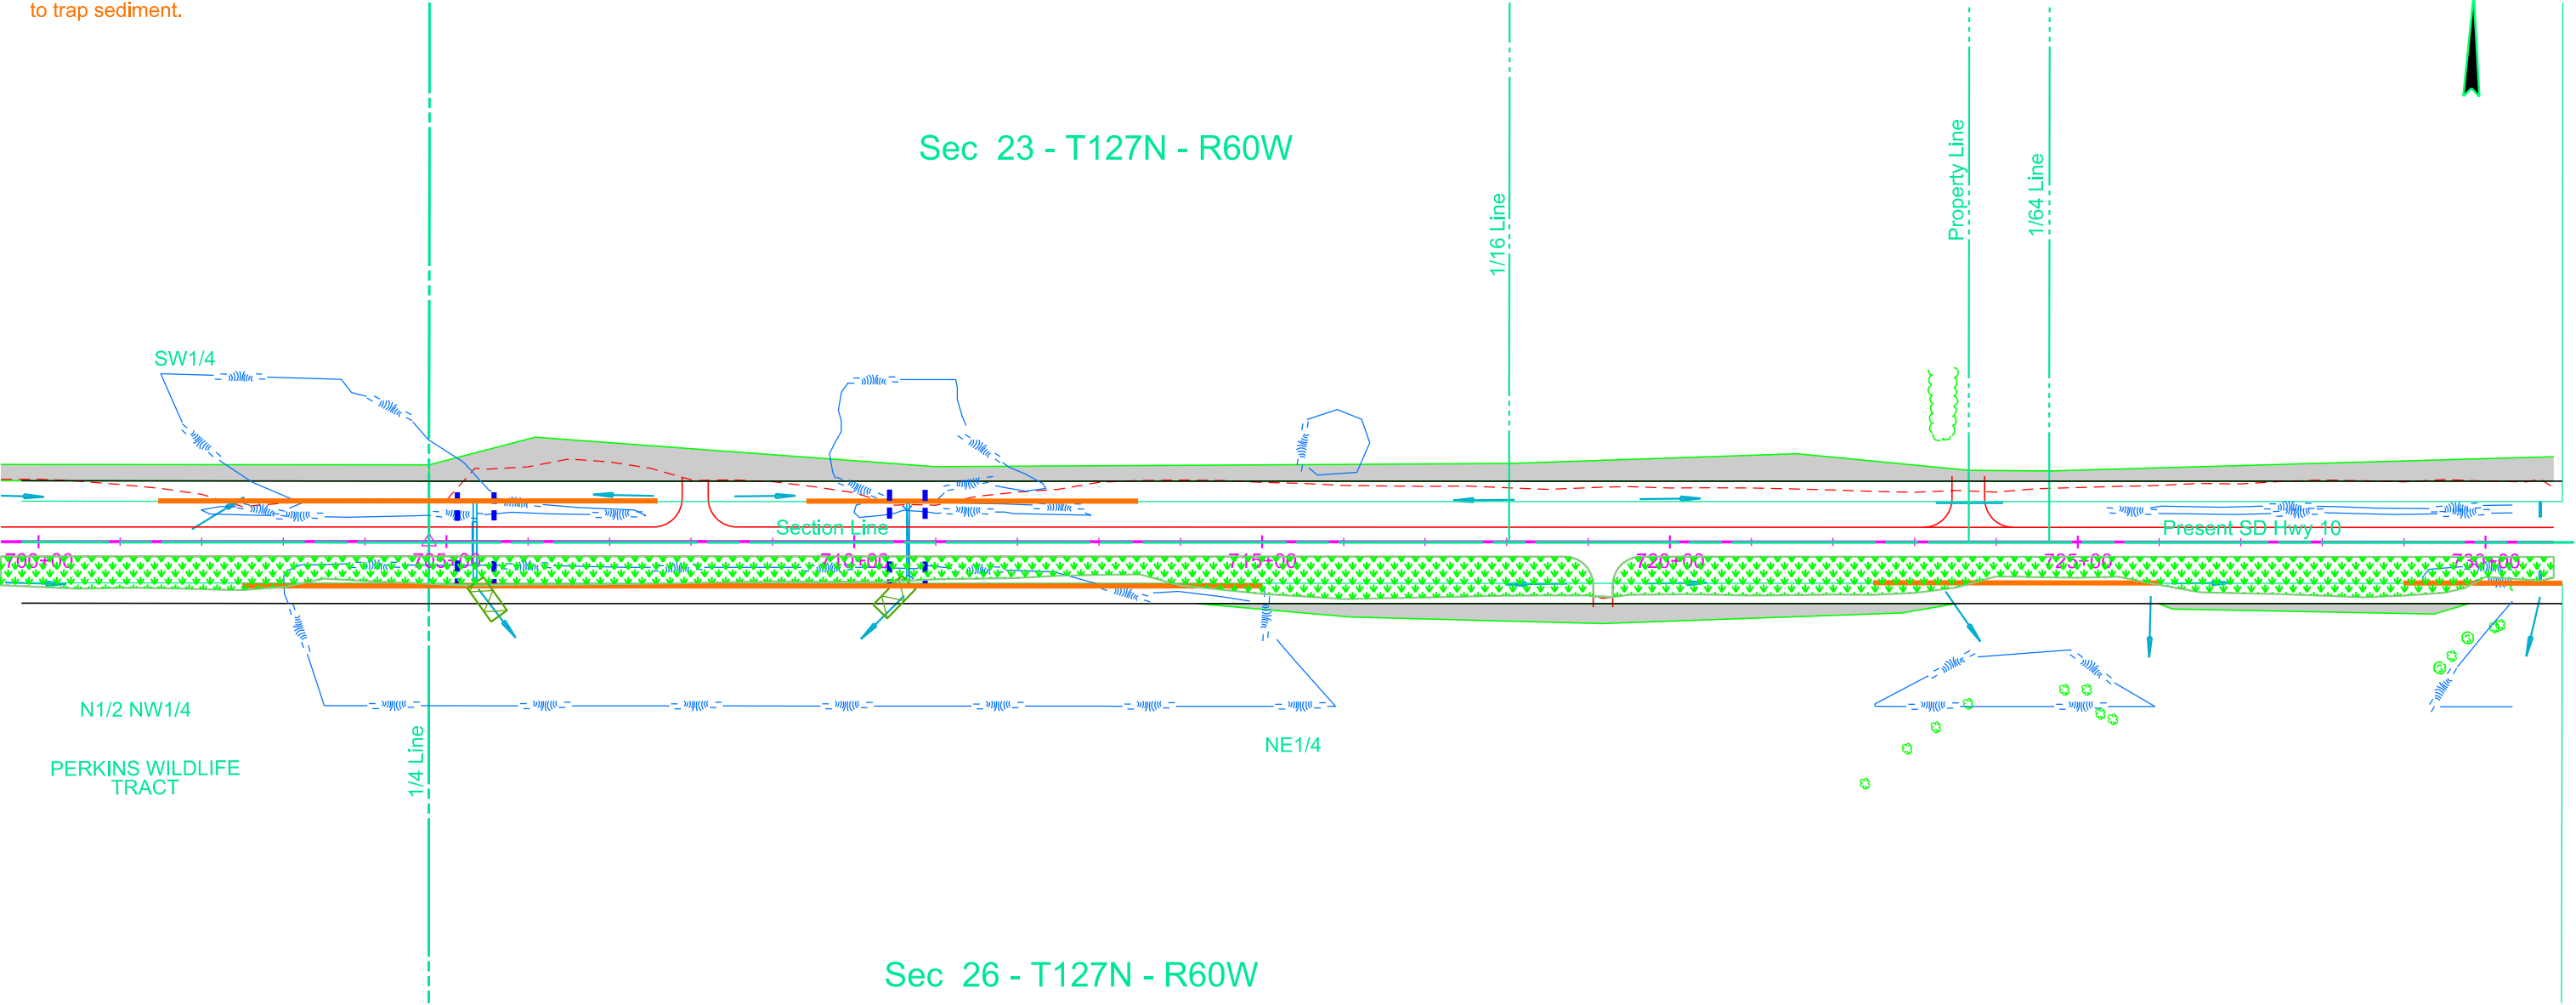 to trap sediment.
Sec 23 - T127N - R60W
Property Line
1/64 Line
1/16 Line
SW1/4
Section Line
Present SD Hwy 10
700+00
705+00
710+00
715+00
720+00
725+00
730+00
N1/2 NW1/4
1/4 Line
NE1/4
PERKINS WILDLIFE
TRACT
Sec 26 - T127N - R60W